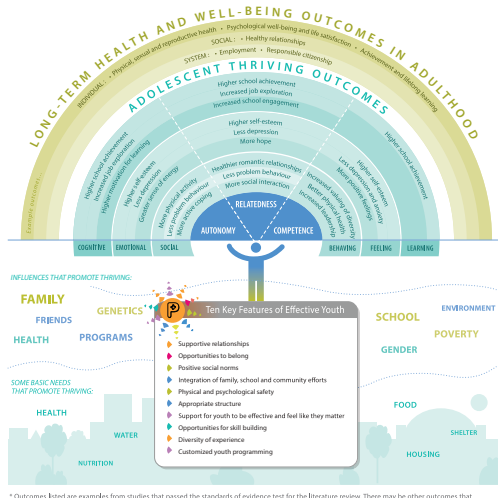 LONG-TERM HEALTH AND WELL-BEING OUTCOMES IN ADULTHOOD
INDIVIDUAL: • Physical, sexual and reproductive health • Psychological well-being and life satisfaction • Achievement and lifelong learning
SOCIAL: • Healthy relationships
SYSTEM: • Employment • Responsible citizenship
ADOLESCENT THRIVING OUTCOMES
Example outcomes
Higher school achievement
Increased job exploration
Increased school engagement
Higher self-esteem
Less depression
More hope
Healthier romantic relationships
Less problem behaviour
More social interaction
Higher school achievement
Increased job exploration
Higher motivation for learning
Higher self-esteem
Less depression
Greater sense of energy
More physical activity
Less problem behaviour
More active coping
Increased valuing of diversity
Better physical health
Increased leadership
Higher self-esteem
Less depression and anxiety
More positive feelings
Higher school achievement
RELATEDNESS
AUTONOMY
COMPETENCE
COGNITIVE
EMOTIONAL
SOCIAL
BEHAVING
FEELING
LEARNING
INFLUENCES THAT PROMOTE THRIVING:
FAMILY
GENETICS
FRIENDS
HEALTH
PROGRAMS
SCHOOL
ENVIRONMENT
POVERTY
GENDER
P
Ten Key Features of Effective Youth
Supportive relationships
Opportunities to belong
Positive social norms
Integration of family, school and community efforts
Physical and psychological safety
Appropriate structure
Support for youth to be effective and feel like they matter
Opportunities for skill building
Diversity of experience
Customized youth programming
SOME BASIC NEEDS
THAT PROMOTE THRIVING:
HEALTH
WATER
NUTRITION
FOOD
SHELTER
HOUSING
* Outcomes listed are examples from studies that passed the standards of evidence test for the literature review. There may be other outcomes that